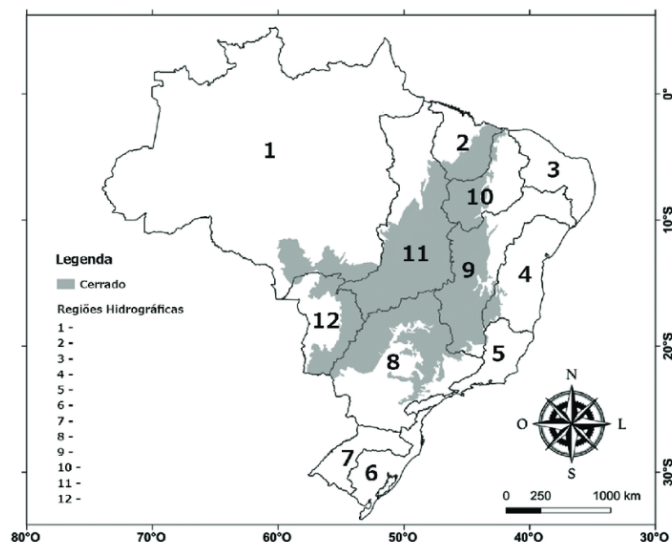 0°
10°S
20°S
30°S
80°O 70°O 60°O 50°O 40°O 30°O
1
2
3
10
11
9
4
12
8
5
7
6
Legenda
Cerrado
Regiões Hidrográficas
1 -
2 -
3 -
4 -
5 -
6 -
7 -
8 -
9 -
10 -
11 -
12 -
N
O L
S
0 250 1000 km